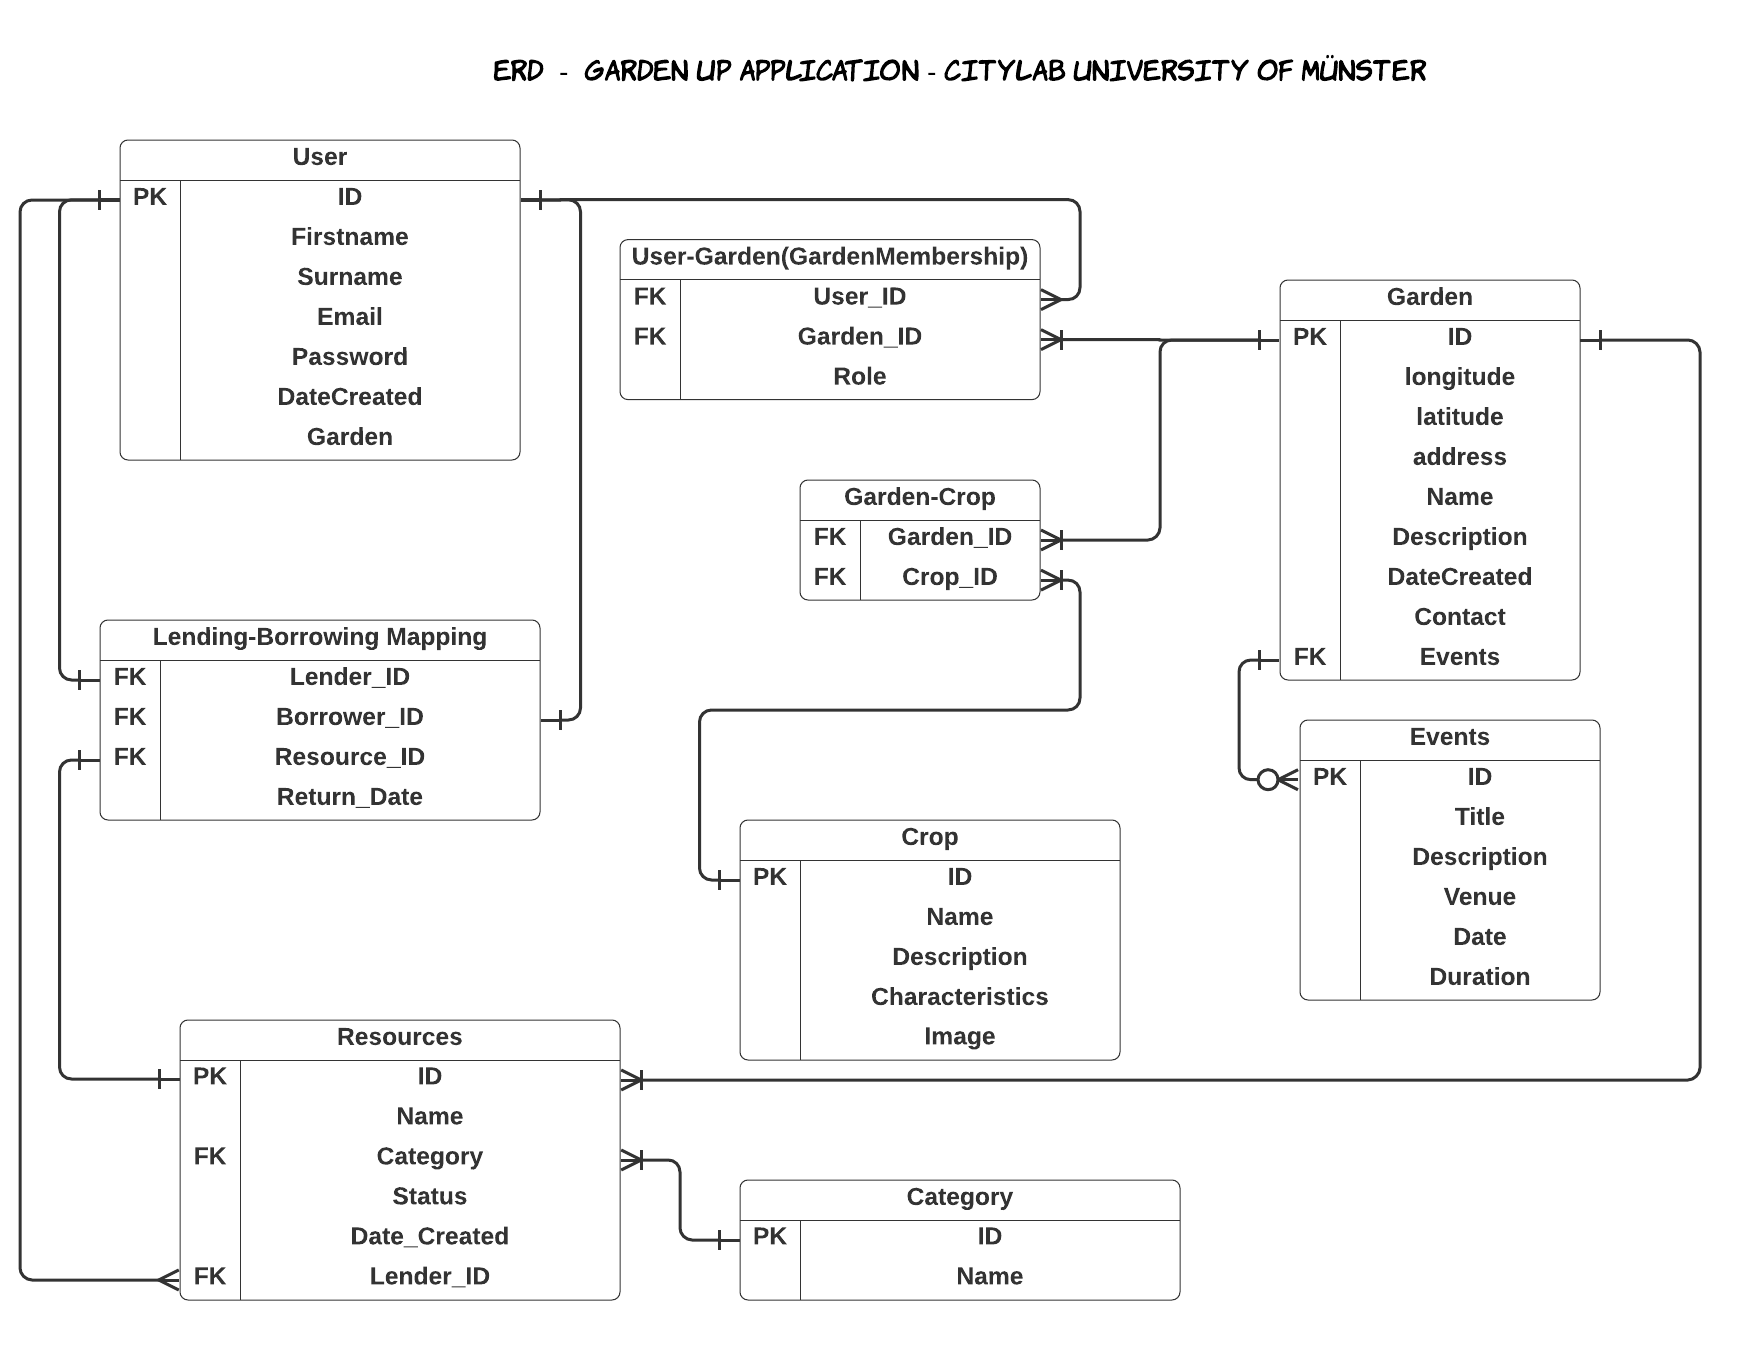 ERD - GARDEN UP APPLICATION - CITYLAB UNIVERSITY OF MÜNSTER
User
PK ID
Firstname
Surname
Email
Password
DateCreated
Garden
User-Garden(GardenMembership)
FK User_ID
FK Garden_ID
Role
Garden
PK ID
longitude
latitude
address
Name
Description
DateCreated
Contact
FK Events
Garden-Crop
FK Garden_ID
FK Crop_ID
Lending-Borrowing Mapping
FK Lender_ID
FK Borrower_ID
FK Resource_ID
Return_Date
Events
PK ID
Title
Description
Venue
Date
Duration
Crop
PK ID
Name
Description
Characteristics
Image
Resources
PK ID
Name
FK Category
Status
Date_Created
FK Lender_ID
Category
PK ID
Name